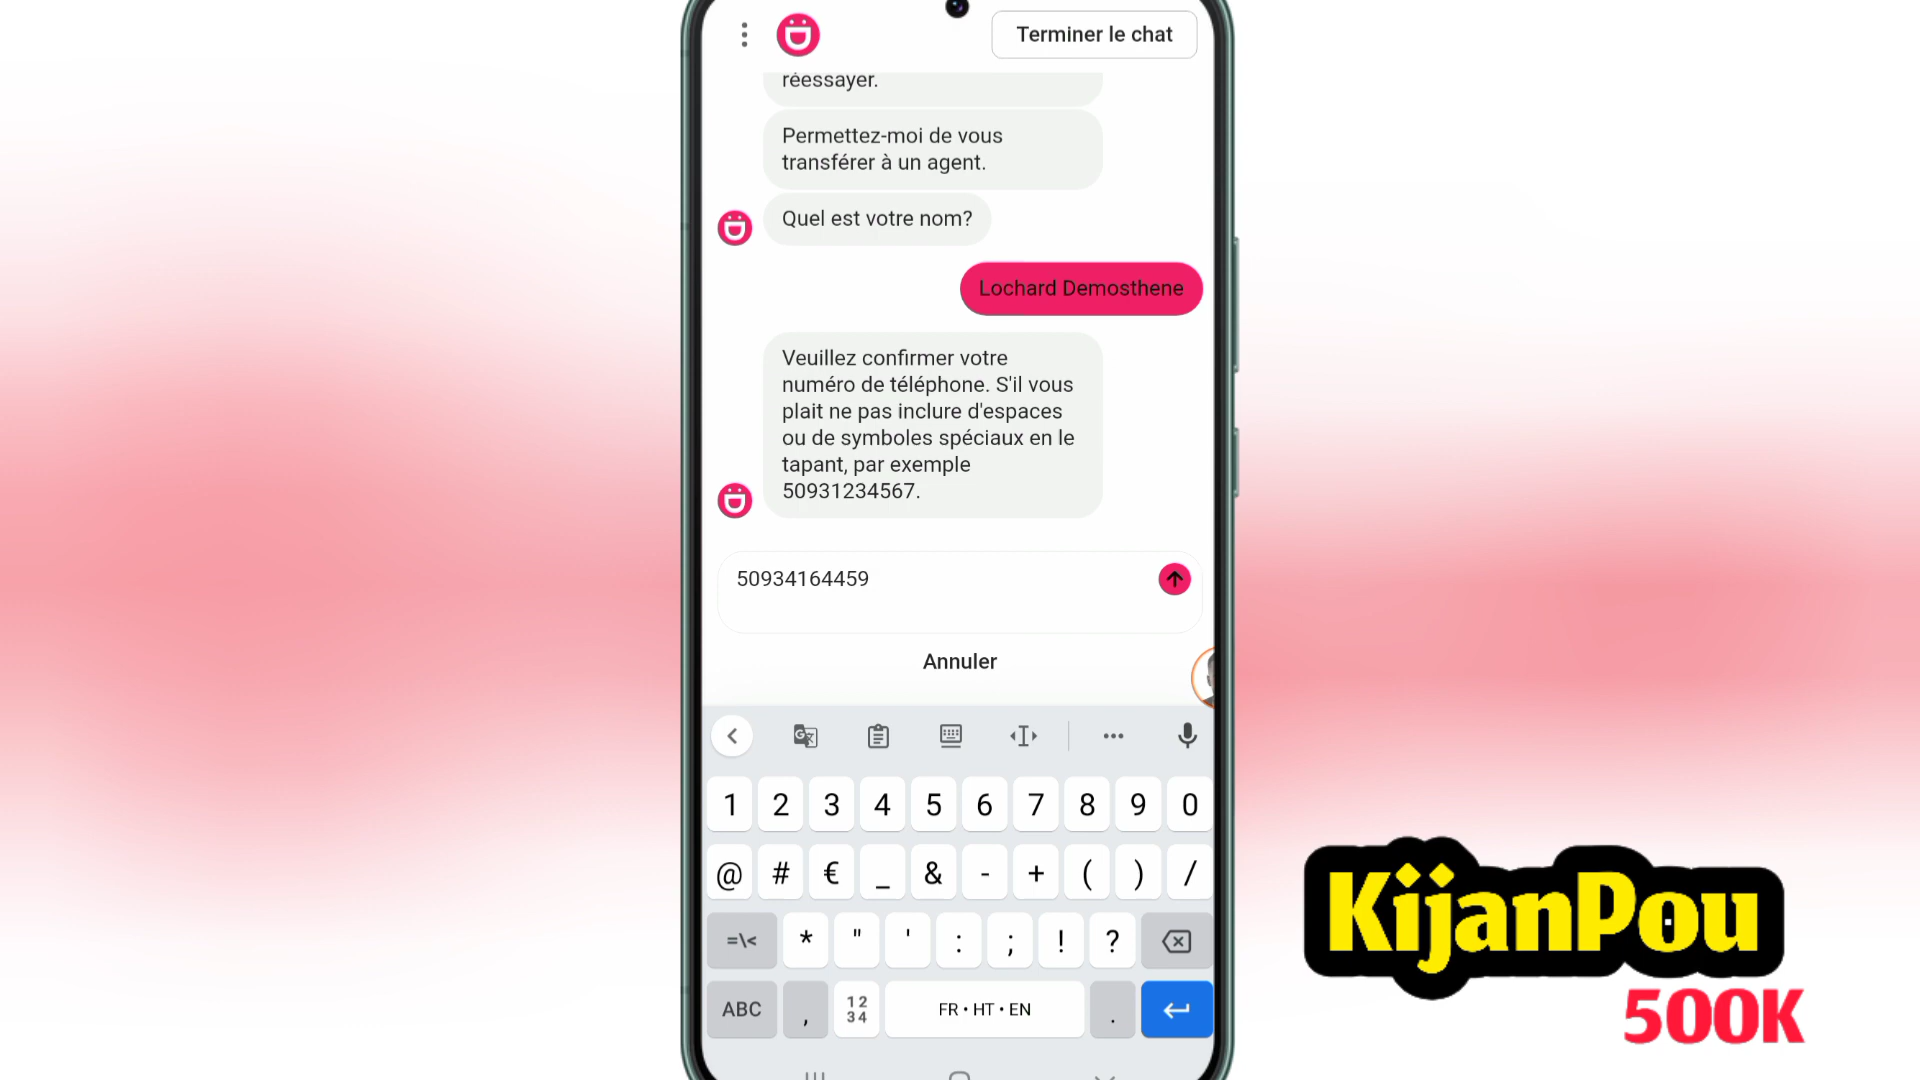 Terminer le chat
réessayer.
Permettez-moi de vous
transférer à un agent.
Quel est votre nom?
Lochard Demosthene
Veuillez confirmer votre
numéro de téléphone. S'il vous
plait ne pas inclure d'espaces
ou de symboles spéciaux en le
tapant, par exemple
50931234567.
50934164459
Annuler
1 2 3 4 5 6 7 8 9 0
@ # € _ & - + ( ) /
=\< * " ' : ; ! ?
ABC , 12 34 FR • HT • EN .
KijanPou
500K